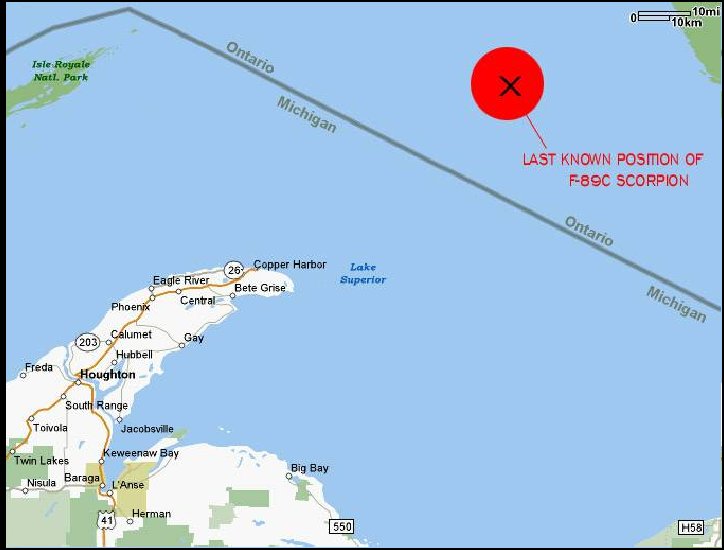 0
10mi
10km
Isle Royale
Natl. Park
Ontario
Michigan
LAST KNOWN POSITION OF
F-89C SCORPION
Ontario
Michigan
Lake
Superior
26
Copper Harbor
Eagle River
Bete Grise
Central
Phoenix
203
Calumet
Gay
Hubbell
Freda
Houghton
South Range
Toivola
Jacobsville
Twin Lakes
Keweenaw Bay
Big Bay
Baraga
L'Anse
Nisula
41
Herman
550
H58